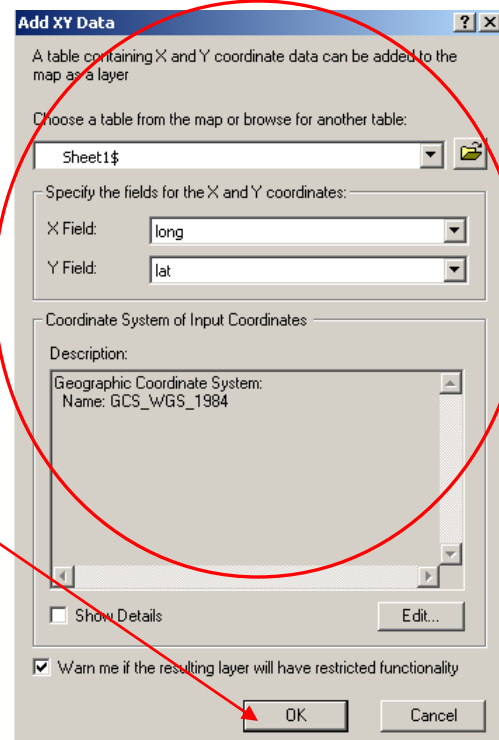 Add XY Data
A table containing X and Y coordinate data can be added to the
map as a layer
Choose a table from the map or browse for another table:
Sheet1$
Specify the fields for the X and Y coordinates:
X Field: long
Y Field: lat
Coordinate System of Input Coordinates
Description:
Geographic Coordinate System:
Name: GCS_WGS_1984
Show Details
Edit...
Warn me if the resulting layer will have restricted functionality
OK
Cancel